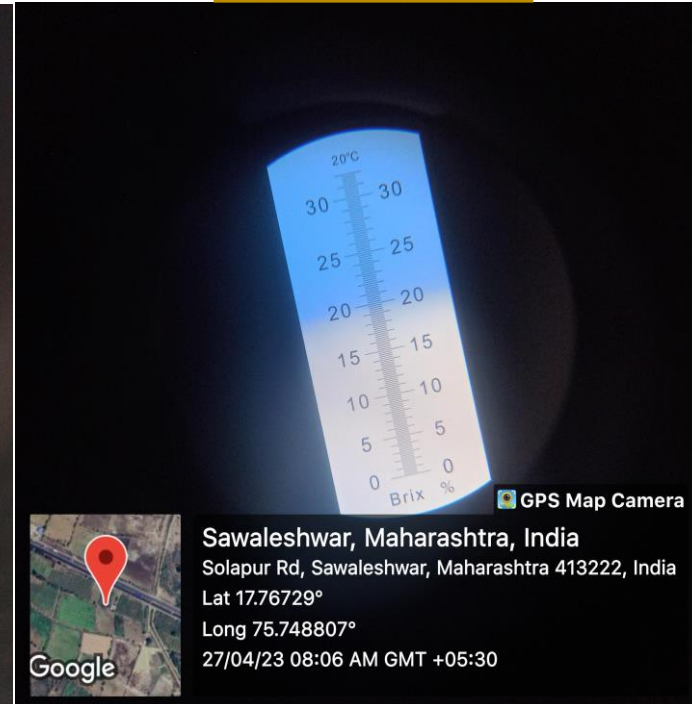 20°C
30 30
25 25
20 20
15 15
10 10
5 5
0 0
Brix %
GPS Map Camera
Sawaleshwar, Maharashtra, India
Solapur Rd, Sawaleshwar, Maharashtra 413222, India
Lat 17.76729°
Long 75.748807°
27/04/23 08:06 AM GMT +05:30
Google